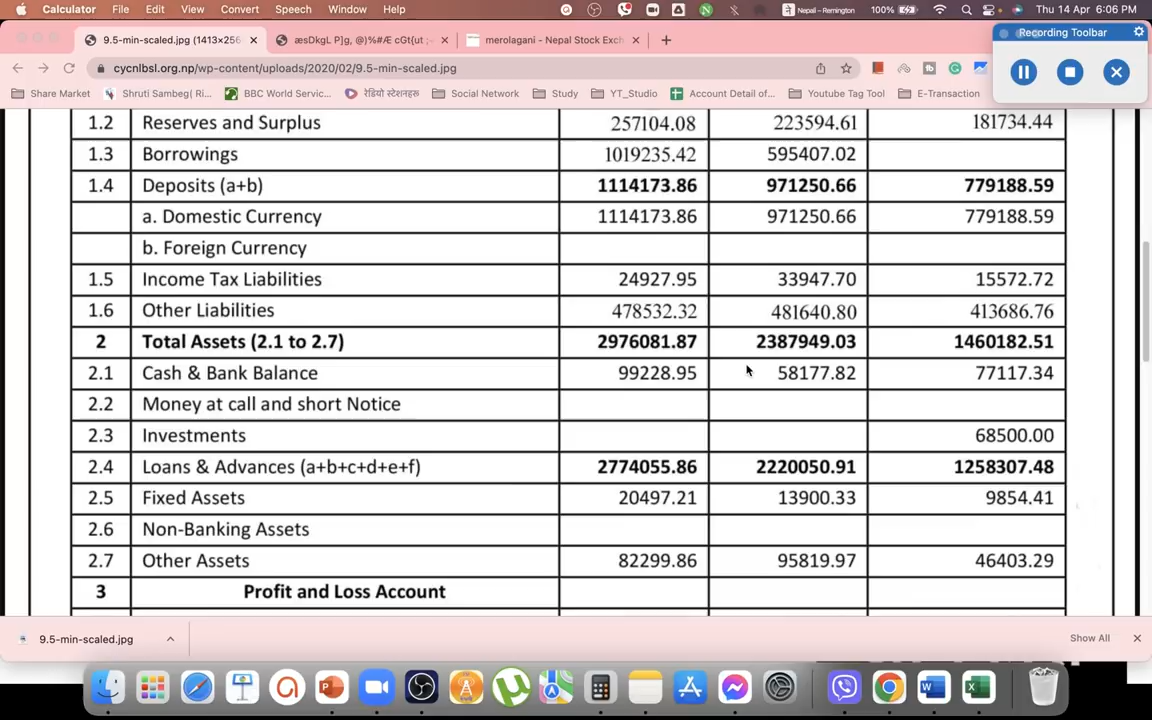 Calculator File Edit View Convert Speech Window Help Nepali - Remington 100% Thu 14 Apr 6:06 PM
9.5-min-scaled.jpg (1413×256 æsDkgL P]g, @)%#Æ cGt{ut ;- merolagani - Nepal Stock Exch Recording Toolbar
cycnlbsl.org.np/wp-content/uploads/2020/02/9.5-min-scaled.jpg
Share Market Shruti Sambeg( Ri... BBC World Servic... रेडियो स्टेशनहरू Social Network Study YT_Studio Account Detail of... Youtube Tag Tool E-Transaction
1.2 Reserves and Surplus 257104.08 223594.61 181734.44
1.3 Borrowings 1019235.42 595407.02
1.4 Deposits (a+b) 1114173.86 971250.66 779188.59
a. Domestic Currency 1114173.86 971250.66 779188.59
b. Foreign Currency
1.5 Income Tax Liabilities 24927.95 33947.70 15572.72
1.6 Other Liabilities 478532.32 481640.80 413686.76
2 Total Assets (2.1 to 2.7) 2976081.87 2387949.03 1460182.51
2.1 Cash & Bank Balance 99228.95 58177.82 77117.34
2.2 Money at call and short Notice
2.3 Investments 68500.00
2.4 Loans & Advances (a+b+c+d+e+f) 2774055.86 2220050.91 1258307.48
2.5 Fixed Assets 20497.21 13900.33 9854.41
2.6 Non-Banking Assets
2.7 Other Assets 82299.86 95819.97 46403.29
3 Profit and Loss Account
9.5-min-scaled.jpg Show All